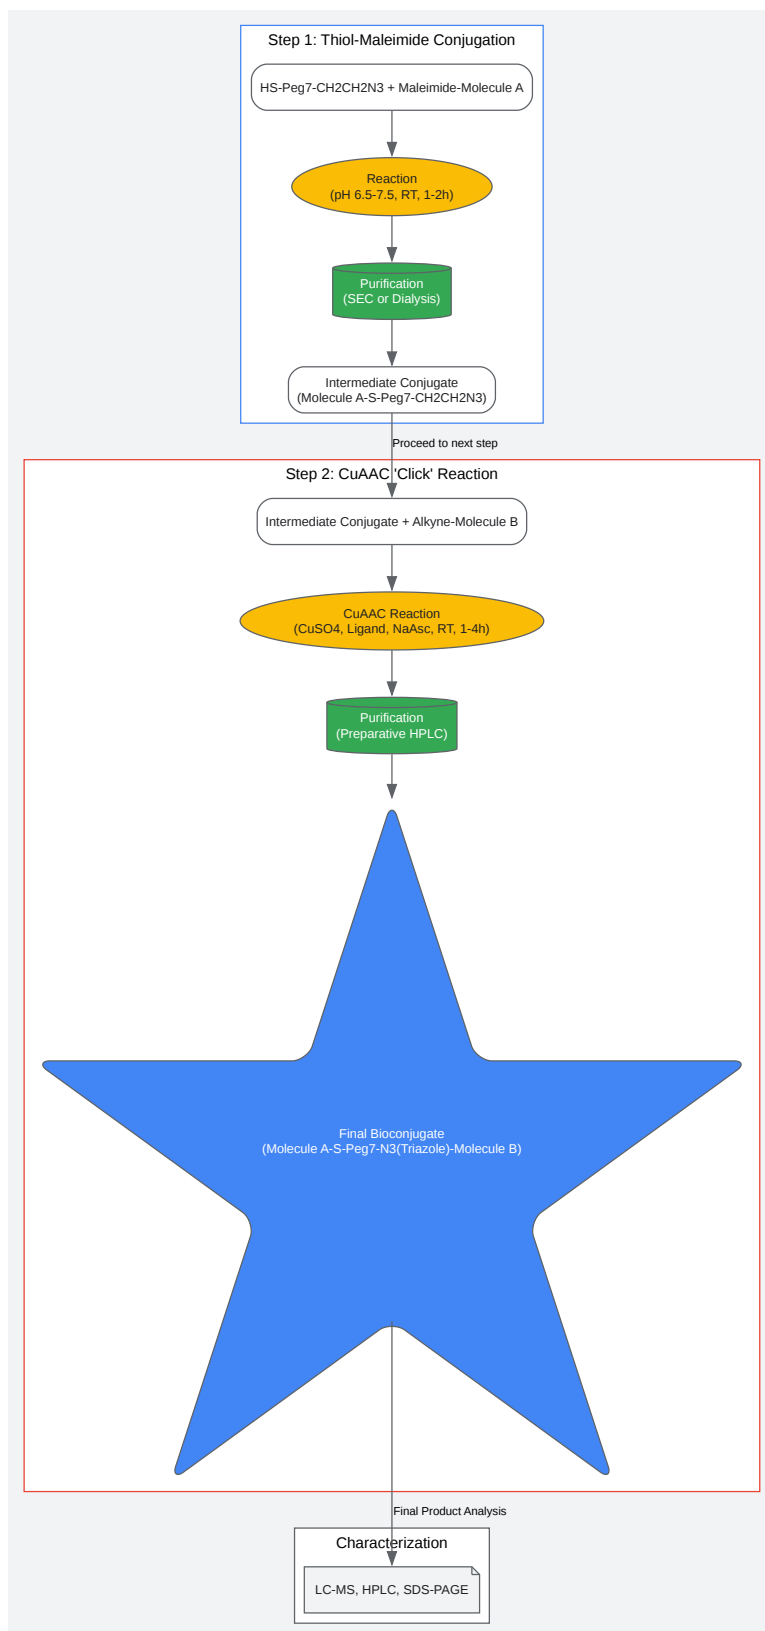 Step 1: Thiol-Maleimide Conjugation
HS-Peg7-CH2CH2N3 + Maleimide-Molecule A
Reaction
(pH 6.5-7.5, RT, 1-2h)
Purification
(SEC or Dialysis)
Intermediate Conjugate
(Molecule A-S-Peg7-CH2CH2N3)
Proceed to next step
Step 2: CuAAC 'Click' Reaction
Intermediate Conjugate + Alkyne-Molecule B
CuAAC Reaction
(CuSO4, Ligand, NaAsc, RT, 1-4h)
Purification
(Preparative HPLC)
Final Bioconjugate
(Molecule A-S-Peg7-N3(Triazole)-Molecule B)
Final Product Analysis
Characterization
LC-MS, HPLC, SDS-PAGE